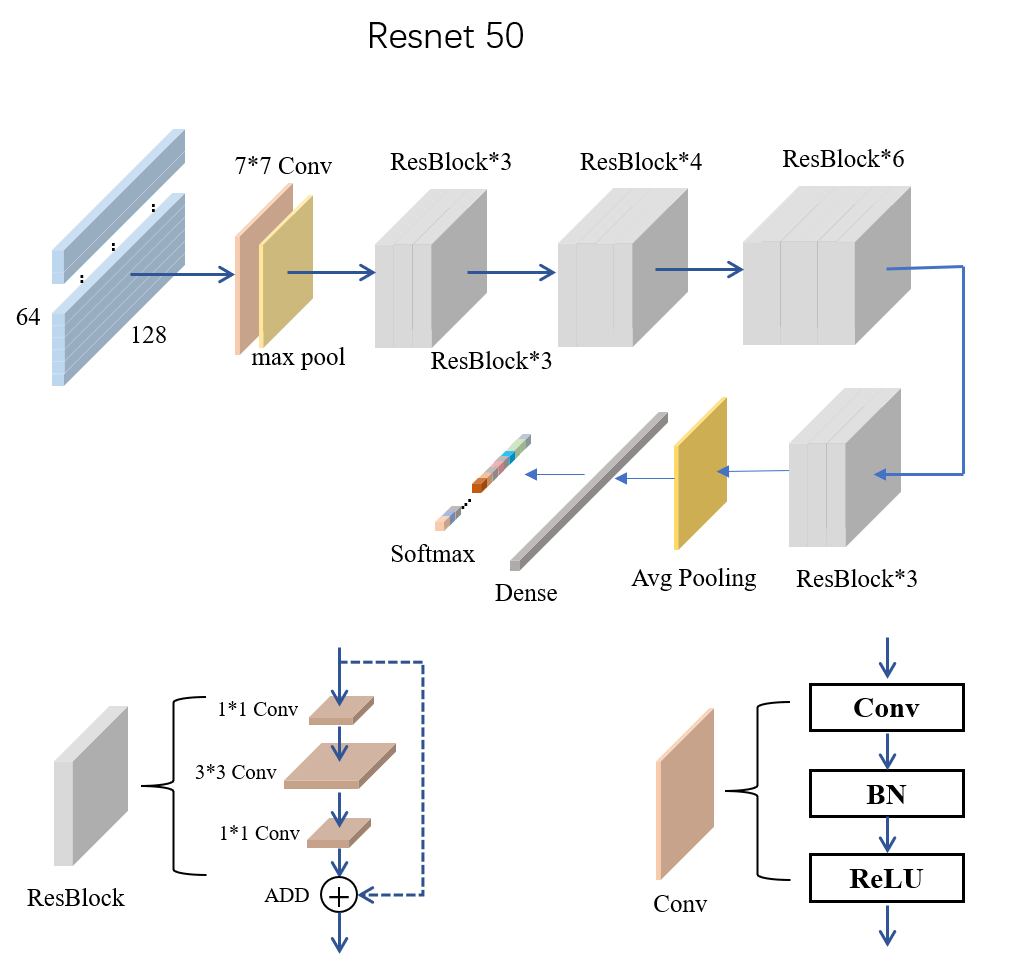 Resnet 50
7*7 Conv
ResBlock*3
ResBlock*4
ResBlock*6
64
128
max pool
ResBlock*3
Softmax
Dense
Avg Pooling
ResBlock*3
1*1 Conv
3*3 Conv
1*1 Conv
ADD
ResBlock
Conv
BN
ReLU
Conv